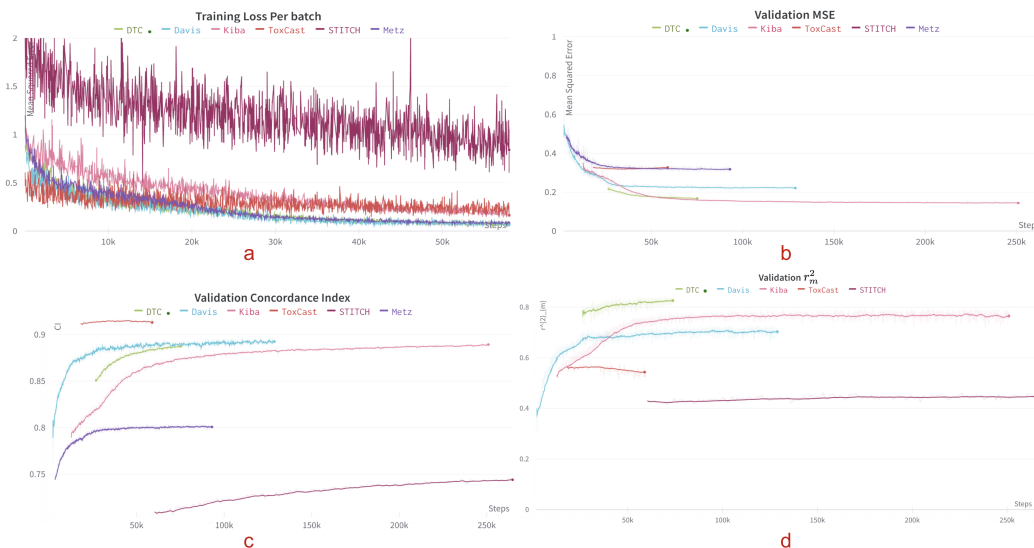 Training Loss Per batch
DTC Davis Kiba ToxCast STITCH Metz
Mean Squared
2
1.5
1
0.5
0
10k 20k 30k 40k 50k
Steps
a
Validation MSE
DTC Davis Kiba ToxCast STITCH Metz
Mean Squared Error
1
0.8
0.6
0.4
0.2
0
50k 100k 150k 200k 250k
Steps
b
Validation Concordance Index
DTC Davis Kiba ToxCast STITCH Metz
CI
0.9
0.85
0.8
0.75
50k 100k 150k 200k 250k
Steps
c
Validation r_m^2
DTC Davis Kiba ToxCast STITCH
r^{2}_{m}
0.8
0.6
0.4
0.2
0
50k 100k 150k 200k 250k
Steps
d